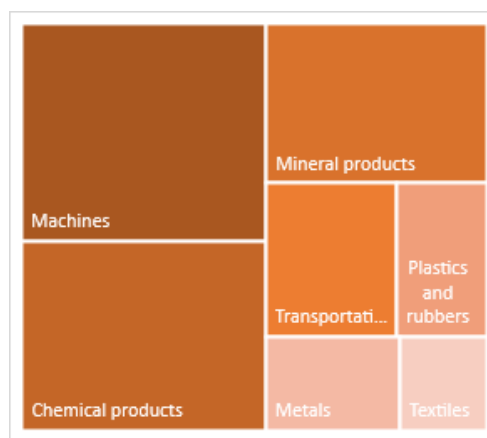 Machines
Mineral products
Chemical products
Transportati...
Plastics
and
rubbers
Metals
Textiles